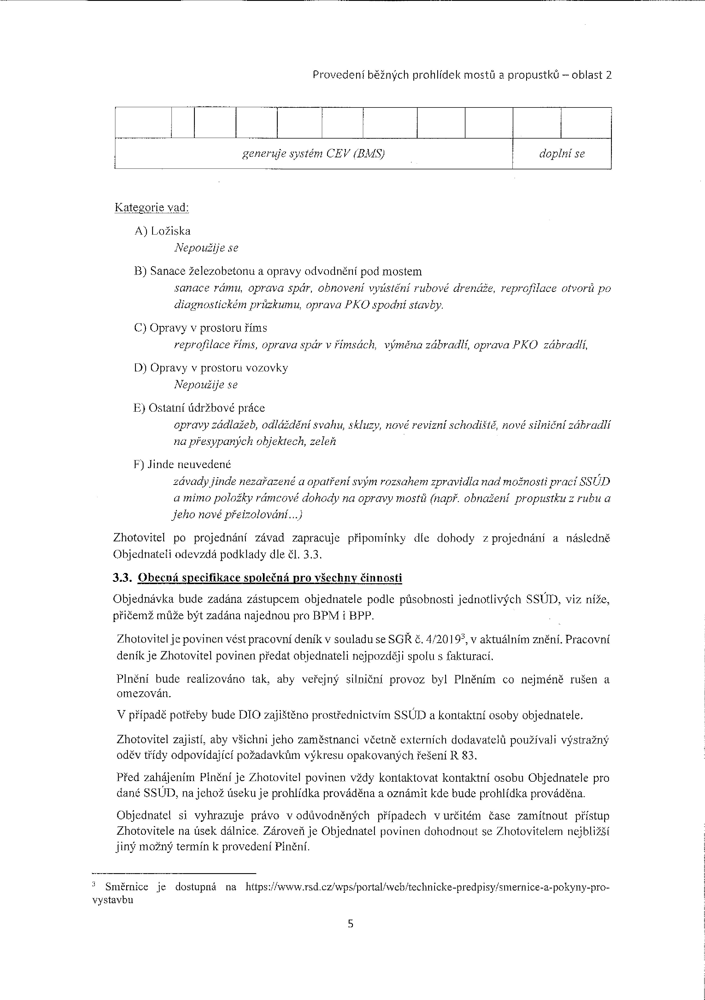 Provedení běžných prohlídek mostů a propustků – oblast 2
generuje systém CEV (BMS)
doplní se
Kategorie vad:
A) Ložiska
Nepoužije se
B) Sanace železobetonu a opravy odvodnění pod mostem
sanace rámu, oprava spár, obnovení vyústění rubové drenáže, reprofilace otvorů po
diagnostickém průzkumu, oprava PKO spodní stavby.
C) Opravy v prostoru říms
reprofilace říms, oprava spár v římsách, výměna zábradlí, oprava PKO zábradlí,
D) Opravy v prostoru vozovky
Nepoužije se
E) Ostatní údržbové práce
opravy zádlažeb, odláždění svahu, skluzy, nové revizní schodiště, nové silniční zábradlí
na přesypaných objektech, zeleň
F) Jinde neuvedené
závady jinde nezařazené a opatření svým rozsahem zpravidla nad možnosti prací SSÚD
a mimo položky rámcové dohody na opravy mostů (např. obnažení propustku z rubu a
jeho nové přeizolování...)
Zhotovitel po projednání závad zapracuje připomínky dle dohody z projednání a následně
Objednateli odevzdá podklady dle čl. 3.3.
3.3. Obecná specifikace společná pro všechny činnosti
Objednávka bude zadána zástupcem objednatele podle působnosti jednotlivých SSÚD, viz níže,
přičemž může být zadána najednou pro BPM i BPP.
Zhotovitel je povinen vést pracovní deník v souladu se SGŘ č. 4/2019³, v aktuálním znění. Pracovní
deník je Zhotovitel povinen předat objednateli nejpozději spolu s fakturací.
Plnění bude realizováno tak, aby veřejný silniční provoz byl Plněním co nejméně rušen a
omezován.
V případě potřeby bude DIO zajištěno prostřednictvím SSÚD a kontaktní osoby objednatele.
Zhotovitel zajistí, aby všichni jeho zaměstnanci včetně externích dodavatelů používali výstražný
oděv třídy odpovídající požadavkům výkresu opakovaných řešení R 83.
Před zahájením Plnění je Zhotovitel povinen vždy kontaktovat kontaktní osobu Objednatele pro
dané SSÚD, na jehož úseku je prohlídka prováděna a oznámit kde bude prohlídka prováděna.
Objednatel si vyhrazuje právo v odůvodněných případech v určitém čase zamítnout přístup
Zhotovitele na úsek dálnice. Zároveň je Objednatel povinen dohodnout se Zhotovitelem nejbližší
jiný možný termín k provedení Plnění.
³ Směrnice je dostupná na https://www.rsd.cz/wps/portal/web/technicke-predpisy/smernice-a-pokyny-pro-
vystavbu
5